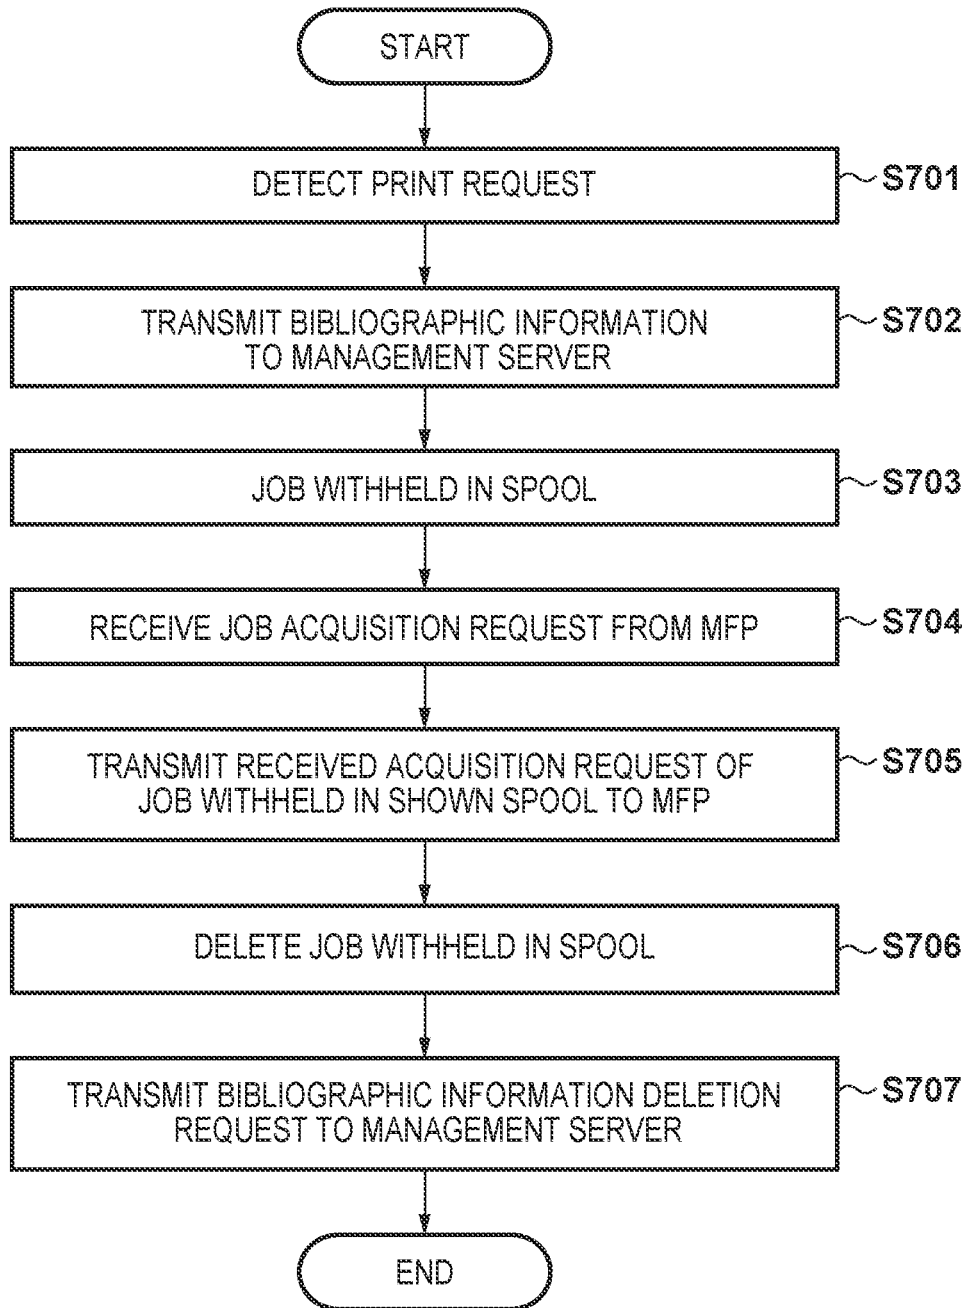 START
DETECT PRINT REQUEST
S701
TRANSMIT BIBLIOGRAPHIC INFORMATION
TO MANAGEMENT SERVER
S702
JOB WITHHELD IN SPOOL
S703
RECEIVE JOB ACQUISITION REQUEST FROM MFP
S704
TRANSMIT RECEIVED ACQUISITION REQUEST OF
JOB WITHHELD IN SHOWN SPOOL TO MFP
S705
DELETE JOB WITHHELD IN SPOOL
S706
TRANSMIT BIBLIOGRAPHIC INFORMATION DELETION
REQUEST TO MANAGEMENT SERVER
S707
END